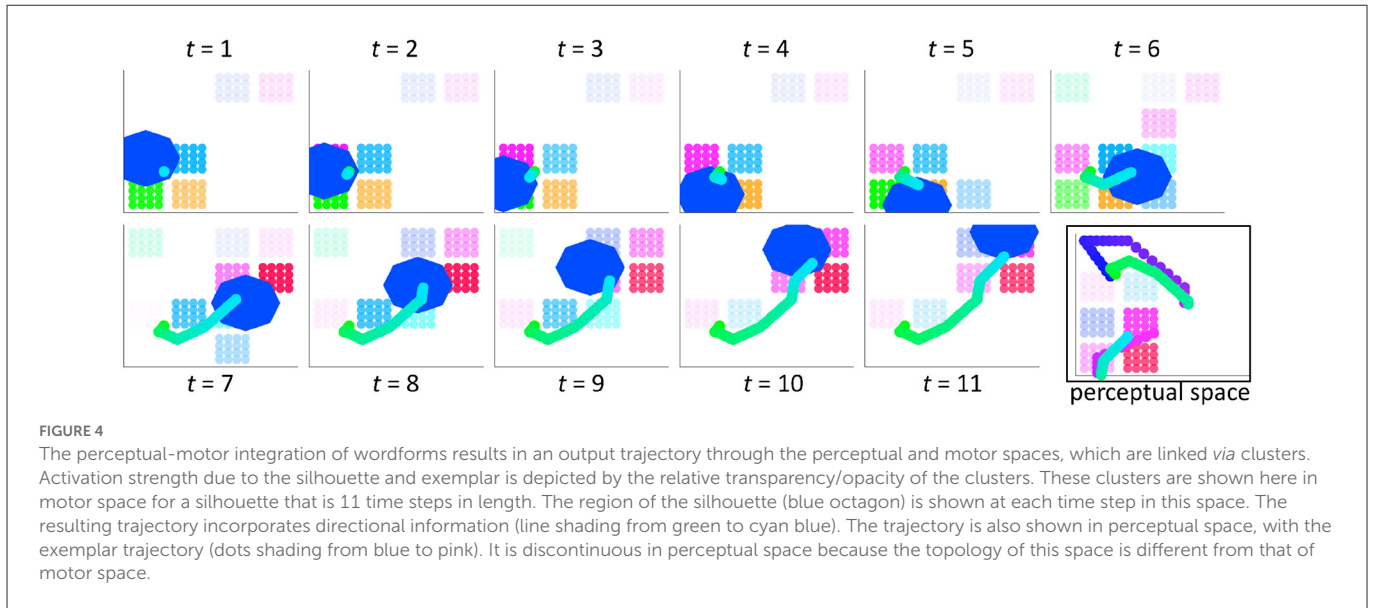 t = 1
t = 2
t = 3
t = 4
t = 5
t = 6
t = 7
t = 8
t = 9
t = 10
t = 11
perceptual space
FIGURE 4
The perceptual-motor integration of wordforms results in an output trajectory through the perceptual and motor spaces, which are linked via clusters.
Activation strength due to the silhouette and exemplar is depicted by the relative transparency/opacity of the clusters. These clusters are shown here in
motor space for a silhouette that is 11 time steps in length. The region of the silhouette (blue octagon) is shown at each time step in this space. The
resulting trajectory incorporates directional information (line shading from green to cyan blue). The trajectory is also shown in perceptual space, with the
exemplar trajectory (dots shading from blue to pink). It is discontinuous in perceptual space because the topology of this space is different from that of
motor space.